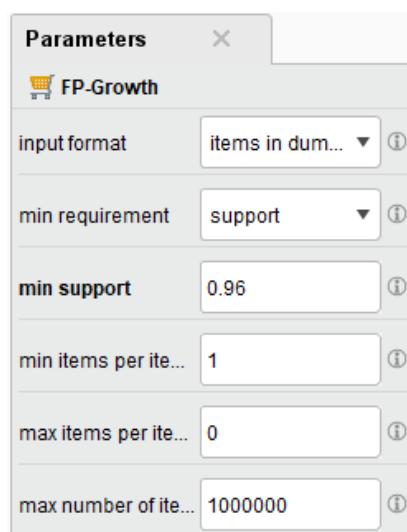 Parameters
FP-Growth
input format items in dum...
min requirement support
min support 0.96
min items per ite... 1
max items per ite... 0
max number of ite... 1000000